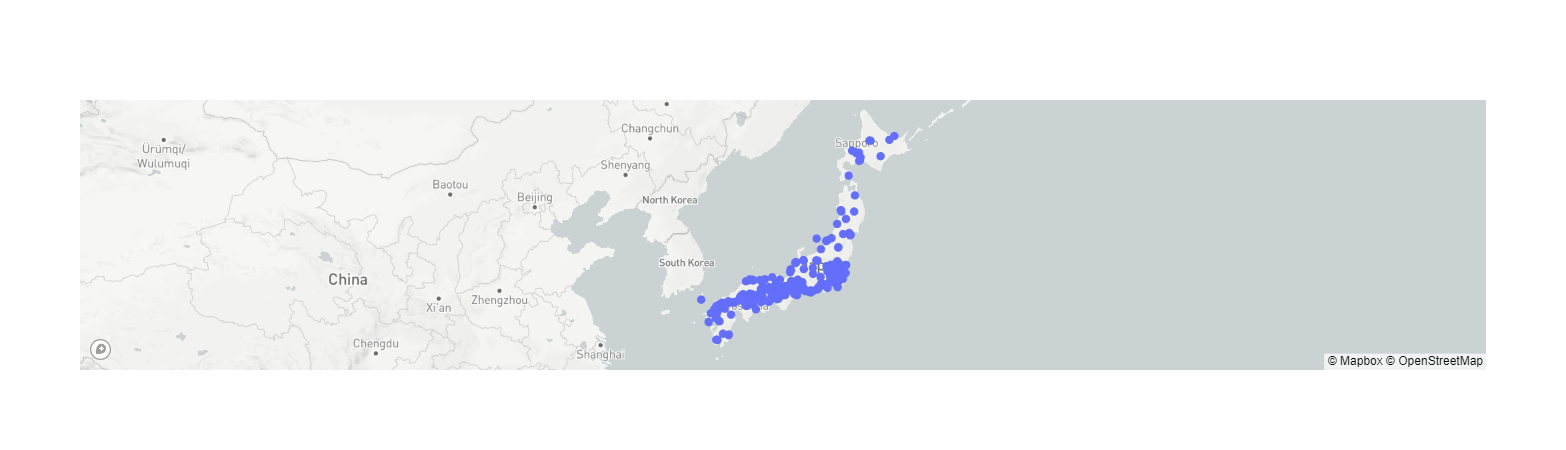 Changchun
Ürümqi/
Wulumuqi
Sapporo
Shenyang
Baotou
Beijing
North Korea
South Korea
China
Xi'an
Zhengzhou
Chengdu
Shanghai
© Mapbox © OpenStreetMap